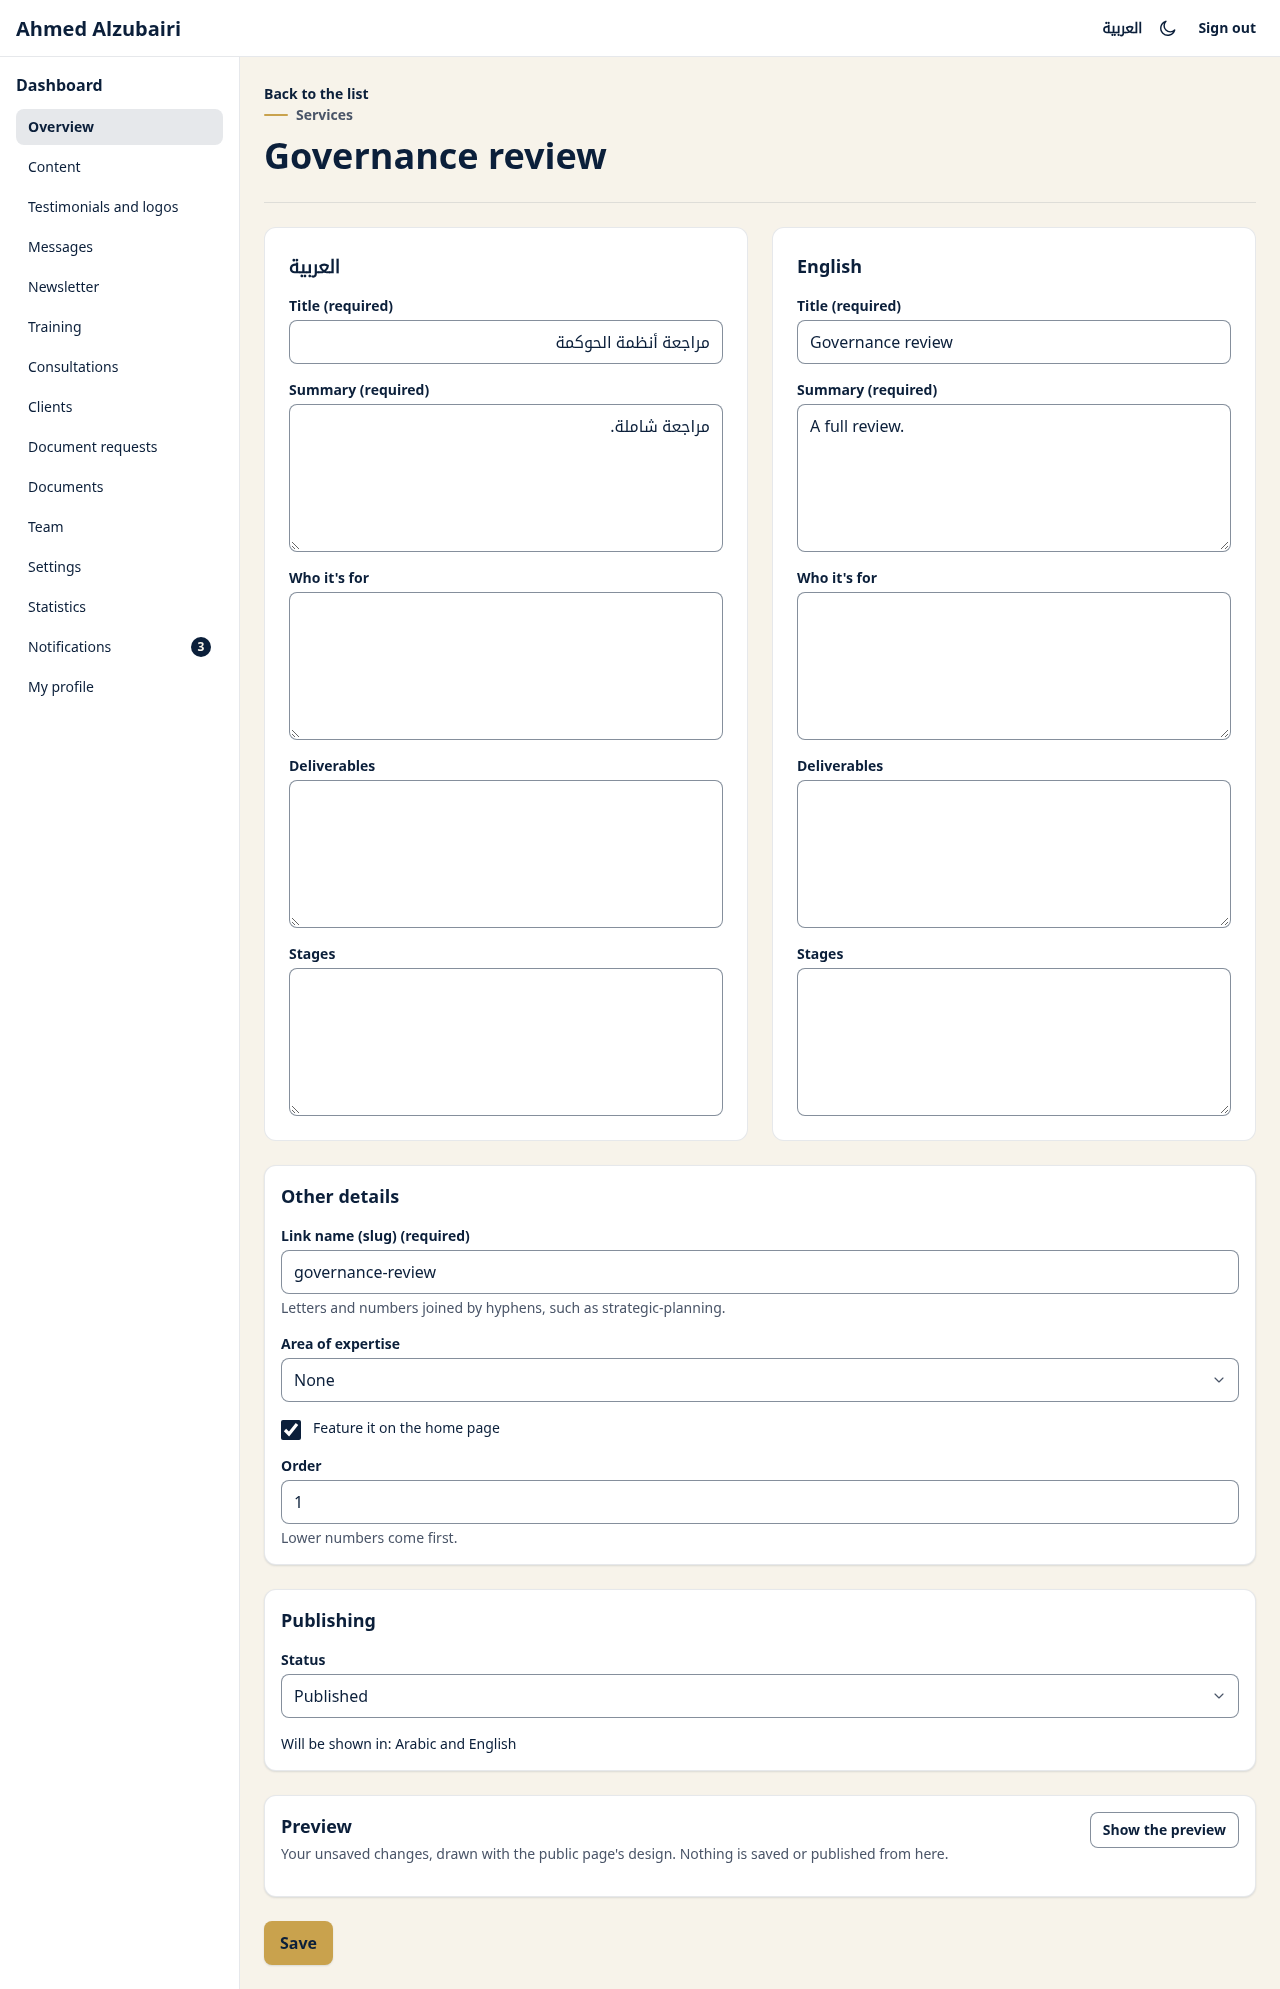 Ahmed Alzubairi
العربية
Sign out
Dashboard
Overview
Content
Testimonials and logos
Messages
Newsletter
Training
Consultations
Clients
Document requests
Documents
Team
Settings
Statistics
Notifications 3
My profile
Back to the list
Services
Governance review
العربية
Title (required)
مراجعة أنظمة الحوكمة
Summary (required)
مراجعة شاملة.
Who it's for
Deliverables
Stages
English
Title (required)
Governance review
Summary (required)
A full review.
Who it's for
Deliverables
Stages
Other details
Link name (slug) (required)
governance-review
Letters and numbers joined by hyphens, such as strategic-planning.
Area of expertise
None
Feature it on the home page
Order
1
Lower numbers come first.
Publishing
Status
Published
Will be shown in: Arabic and English
Preview
Show the preview
Your unsaved changes, drawn with the public page's design. Nothing is saved or published from here.
Save